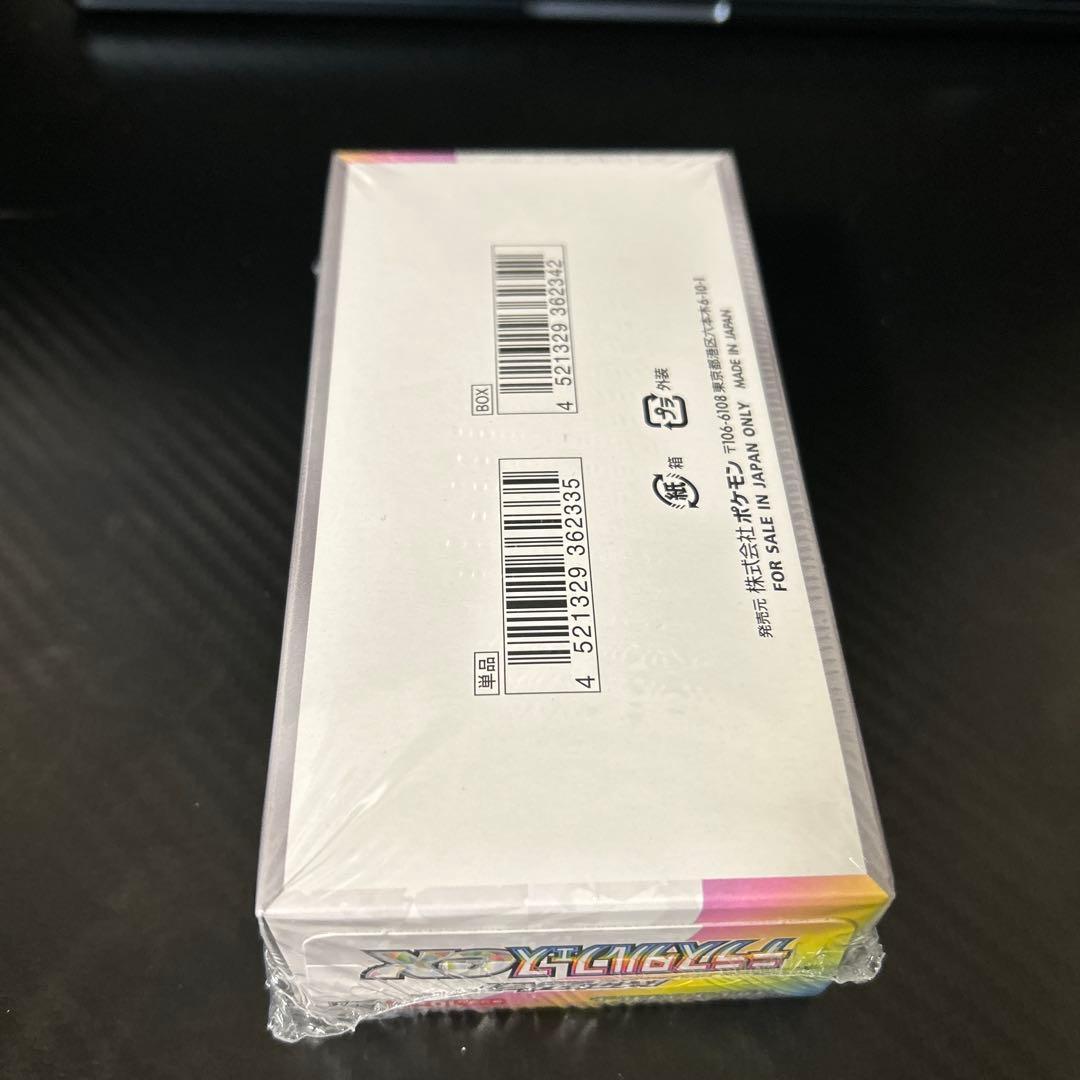 BOX
4 521329 362342
単品
4 521329 362335
プラ 外装
紙 箱
発売元 株式会社ポケモン 〒106-6108 東京都港区六本木6-10-1
FOR SALE IN JAPAN ONLY MADE IN JAPAN